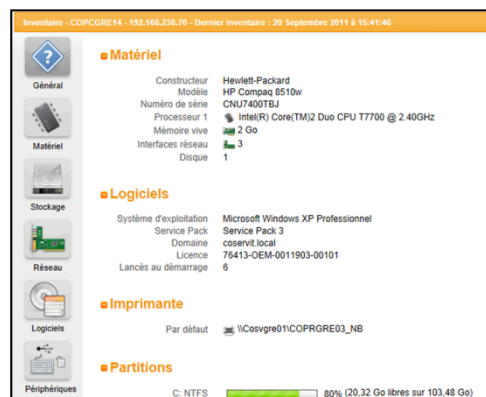 Inventaire - COPCGRE14 - 192.168.238.76 - Dernier inventaire : 20 Septembre 2011 à 15:41:46
Général
Matériel
Stockage
Réseau
Logiciels
Périphériques
Matériel
Constructeur Hewlett-Packard
Modèle HP Compaq 8510w
Numéro de série CNU7400TBJ
Processeur 1 Intel(R) Core(TM)2 Duo CPU T7700 @ 2.40GHz
Mémoire vive 2 Go
Interfaces réseau 3
Disque 1
Logiciels
Système d'exploitation Microsoft Windows XP Professionnel
Service Pack Service Pack 3
Domaine coservit.local
Licence 76413-OEM-0011903-00101
Lancés au démarrage 6
Imprimante
Par défaut \\Cosvgre01\COPRGRE03_NB
Partitions
C: NTFS 80% (20,32 Go libres sur 103,48 Go)